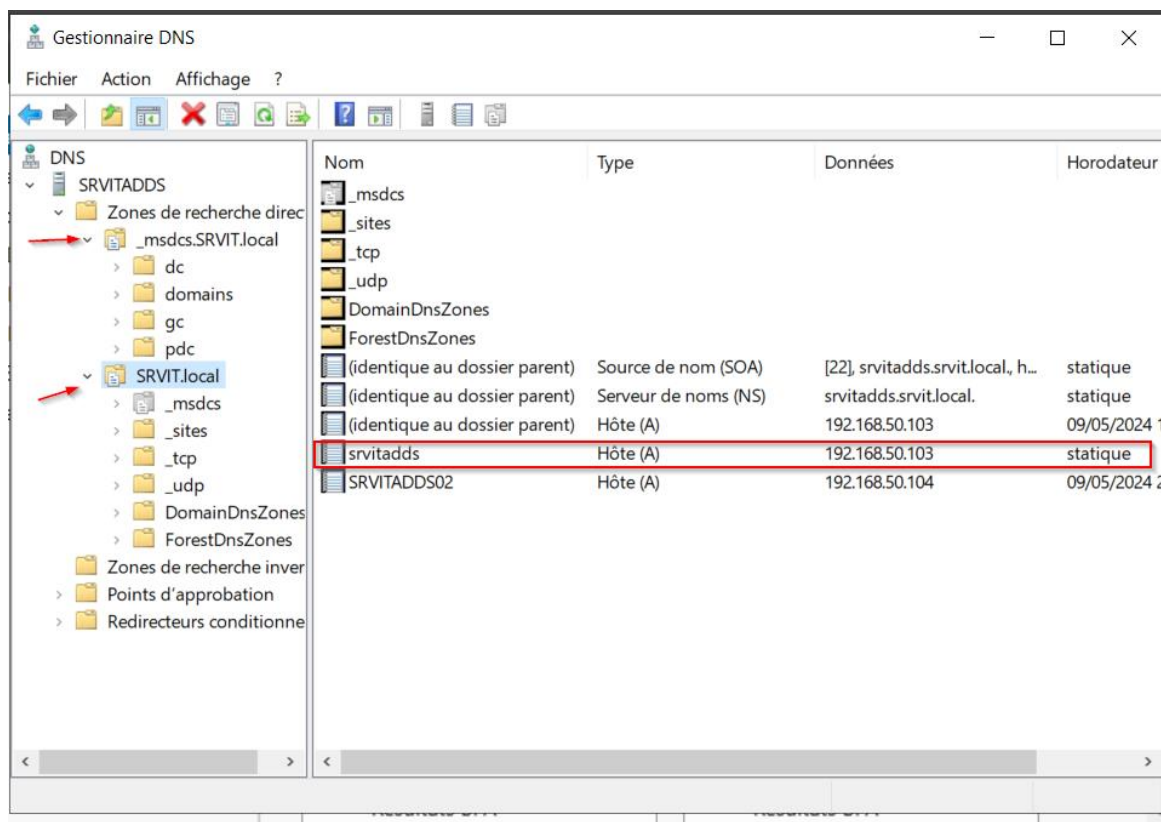 Gestionnaire DNS
Fichier Action Affichage ?
DNS
SRVITADDS
Zones de recherche direc
_msdcs.SRVIT.local
dc
domains
gc
pdc
SRVIT.local
_msdcs
_sites
_tcp
_udp
DomainDnsZones
ForestDnsZones
Zones de recherche inver
Points d'approbation
Redirecteurs conditionne
Nom Type Données Horodateur
_msdcs
_sites
_tcp
_udp
DomainDnsZones
ForestDnsZones
(identique au dossier parent) Source de nom (SOA) [22], srvitadds.srvit.local., h... statique
(identique au dossier parent) Serveur de noms (NS) srvitadds.srvit.local. statique
(identique au dossier parent) Hôte (A) 192.168.50.103 09/05/2024 1
srvitadds Hôte (A) 192.168.50.103 statique
SRVITADDS02 Hôte (A) 192.168.50.104 09/05/2024 2